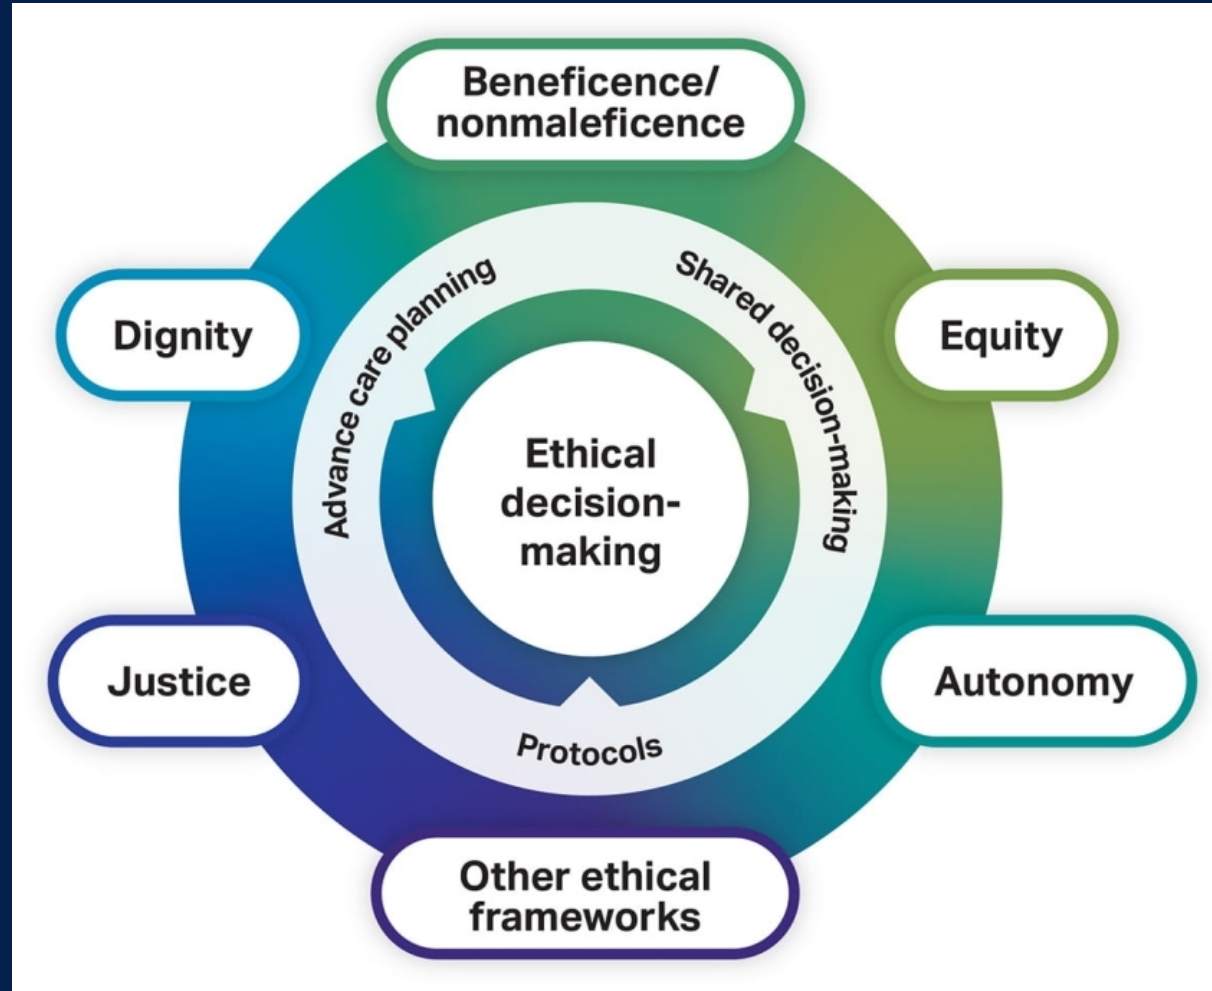 Beneficence/
nonmaleficence
Dignity
Equity
Advance care planning
Shared decision-making
Ethical
decision-
making
Justice
Autonomy
Protocols
Other ethical
frameworks